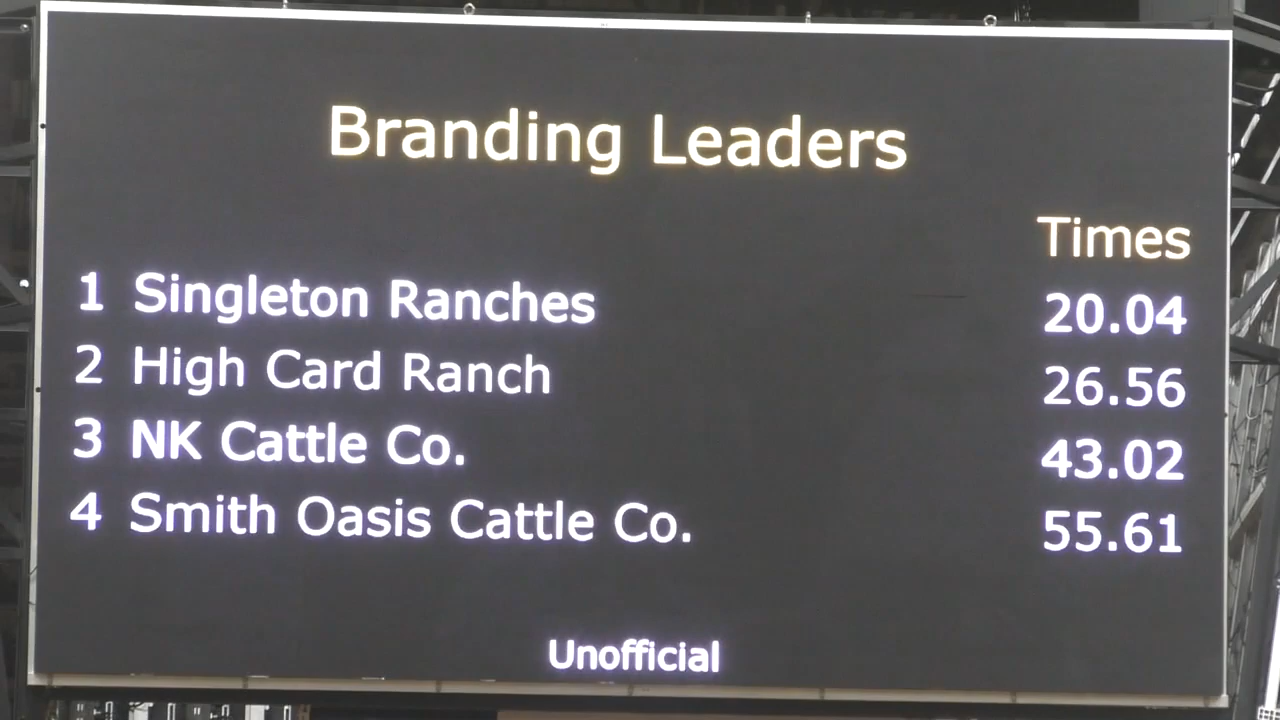 Branding Leaders
Times
1 Singleton Ranches 20.04
2 High Card Ranch 26.56
3 NK Cattle Co. 43.02
4 Smith Oasis Cattle Co. 55.61
Unofficial